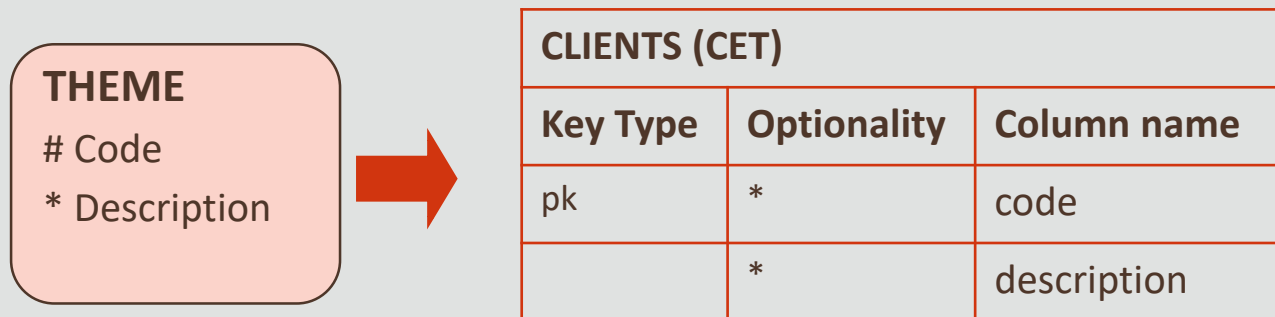 THEME
# Code
* Description
CLIENTS (CET)
Key Type Optionality Column name
pk * code
* description